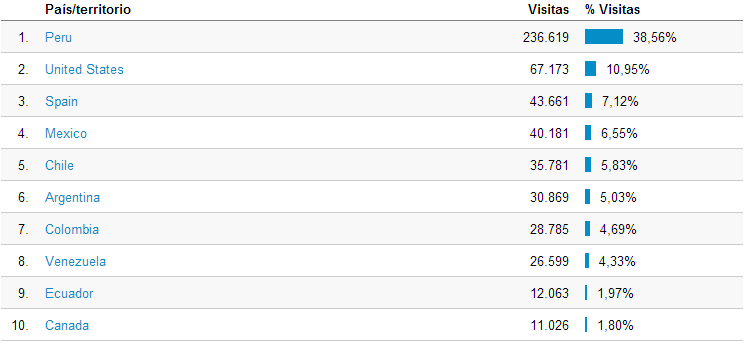 País/territorio Visitas % Visitas
1. Peru 236.619 38,56%
2. United States 67.173 10,95%
3. Spain 43.661 7,12%
4. Mexico 40.181 6,55%
5. Chile 35.781 5,83%
6. Argentina 30.869 5,03%
7. Colombia 28.785 4,69%
8. Venezuela 26.599 4,33%
9. Ecuador 12.063 1,97%
10. Canada 11.026 1,80%